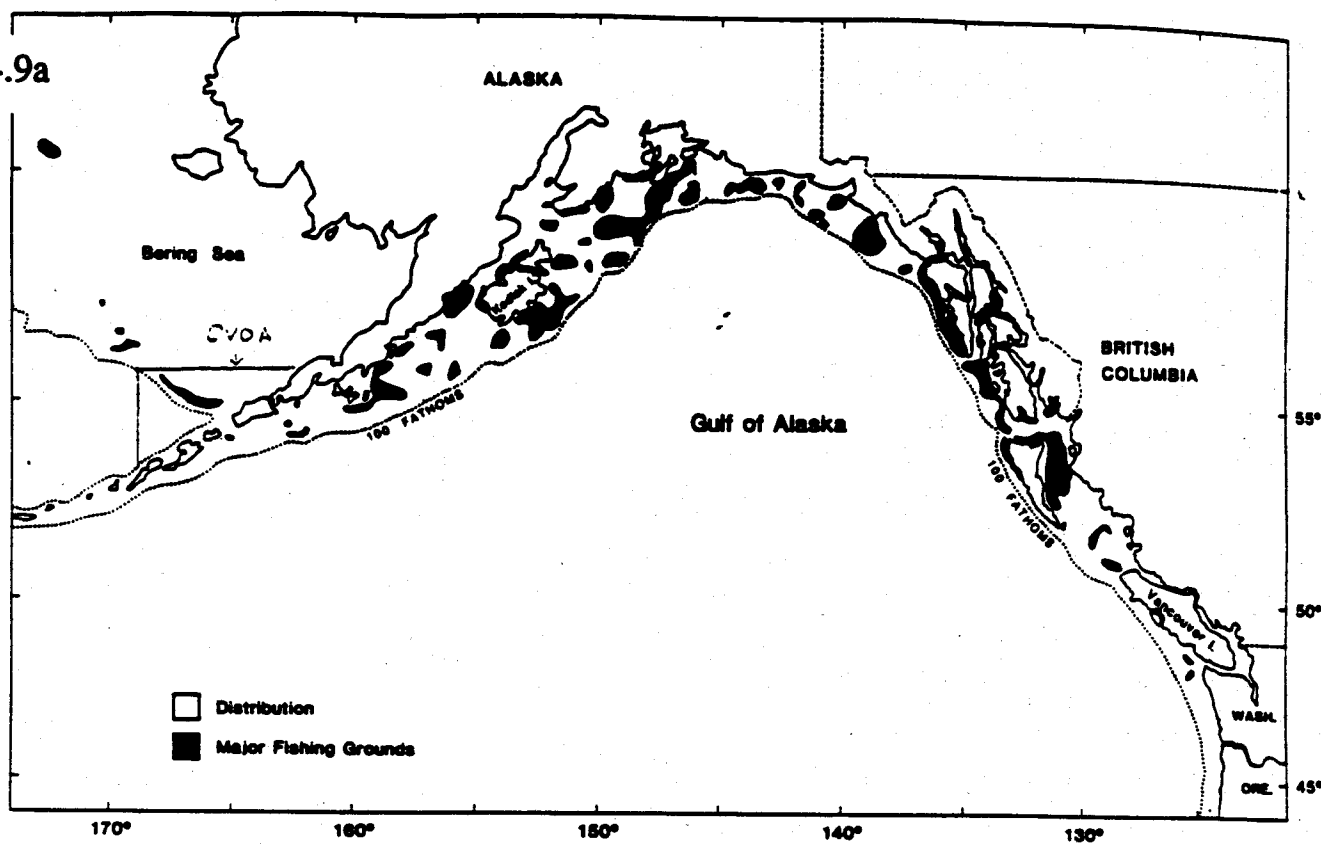 .9a
ALASKA
Bering Sea
Kodiak
CVOA
BRITISH
COLUMBIA
100 FATHOMS
Gulf of Alaska
55°
100 FATHOMS
Vancouver I.
50°
Distribution
Major Fishing Grounds
WASH.
ORE.
45°
170° 160° 150° 140° 130°